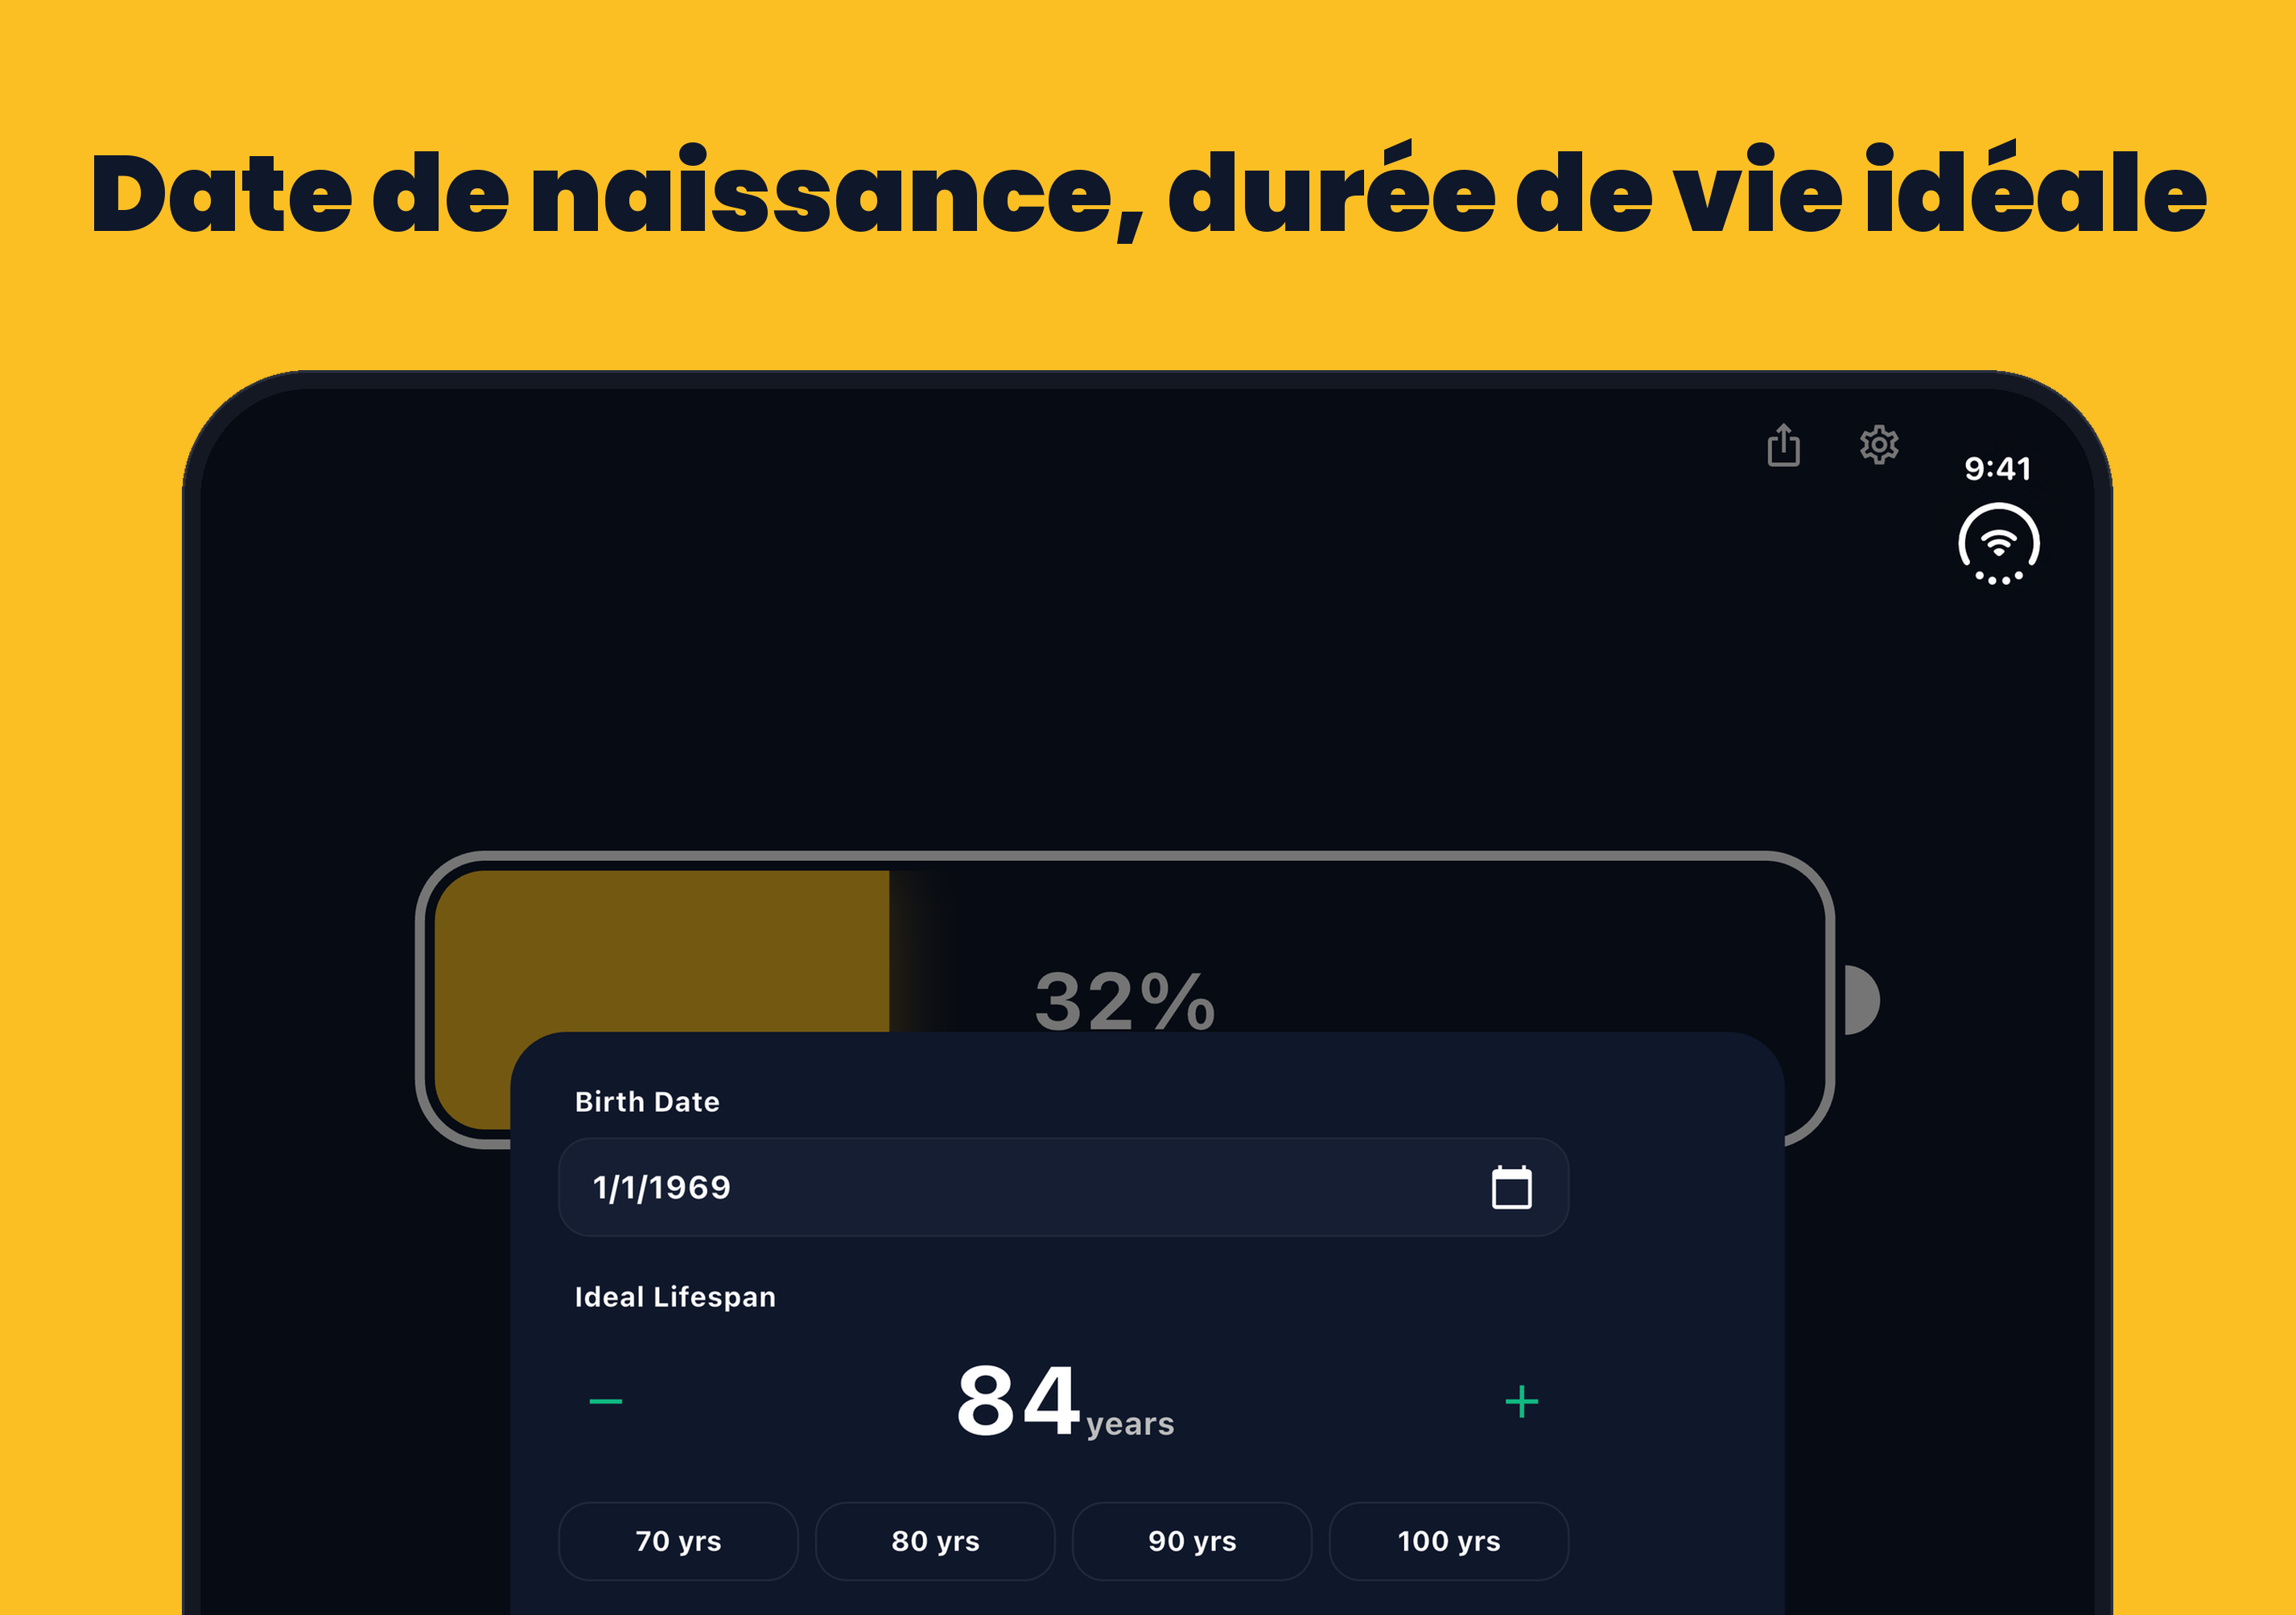 Date de naissance, durée de vie idéale
9:41
32%
Birth Date
1/1/1969
Ideal Lifespan
84 years
70 yrs 80 yrs 90 yrs 100 yrs